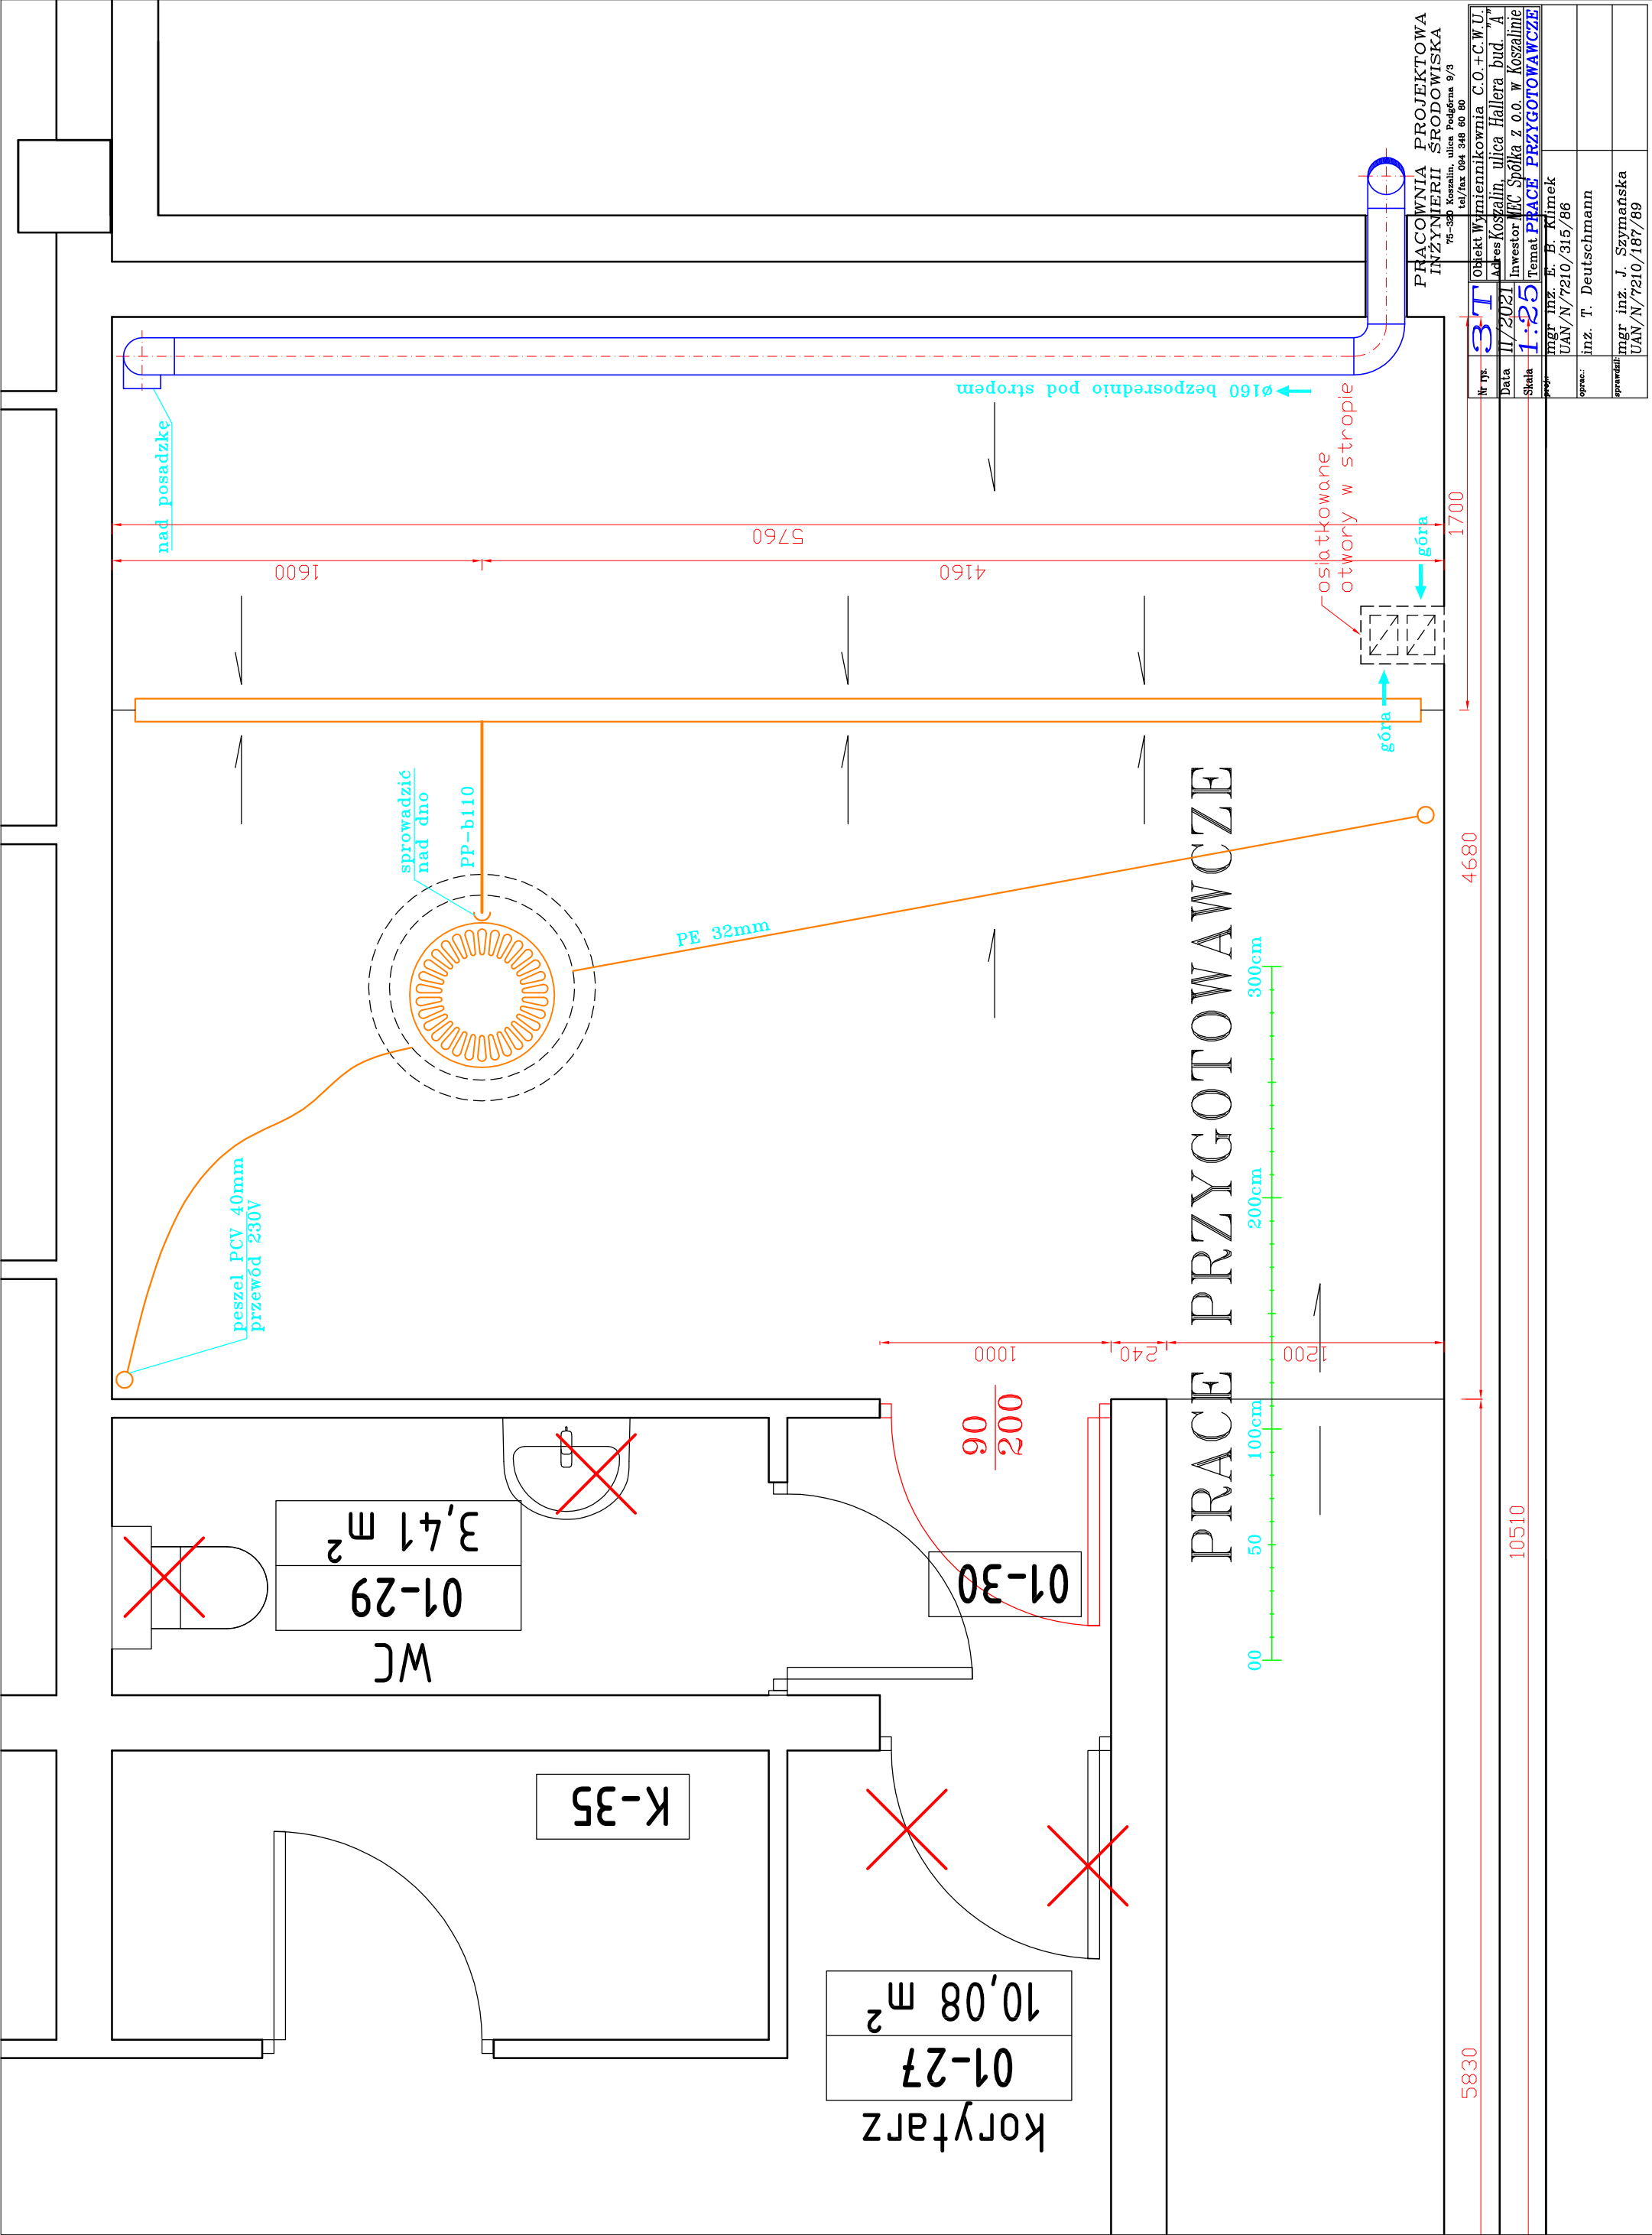 PRACOWNIA PROJEKTOWA
INŻYNIERII ŚRODOWISKA
75-320 Koszalin, ulica Podgórna 9/3
tel/fax 094 348 60 80
Obiekt Wymiennikownia C.O.+C.W.U.
Adres Koszalin, ulica Hallera bud. "A"
Inwestor MEC Spółka z o.o. w Koszalinie
Temat PRACE PRZYGOTOWAWCZE
Nr rys. 3T
Data II/2021
Skala 1:25
proj.: mgr inż. E. B. Klimek
UAN/N/7210/315/86
oprac.: inż. T. Deutschmann
sprawdził: mgr inż. J. Szymańska
UAN/N/7210/187/89
nad posadzkę
ø160 bezposrednio pod stropem
osiatkowane
otwory w stropie
góra
góra
5760
1600
4160
1700
4680
10510
5830
sprowadzić
nad dno
PP-b110
PE 32mm
peszel PCV 40mm
przewód 230V
PRACE PRZYGOTOWAWCZE
00
50
100cm
200cm
300cm
1000
240
1200
90
200
3,41 m²
01-29
WC
01-30
K-35
10,08 m²
01-27
korytarz